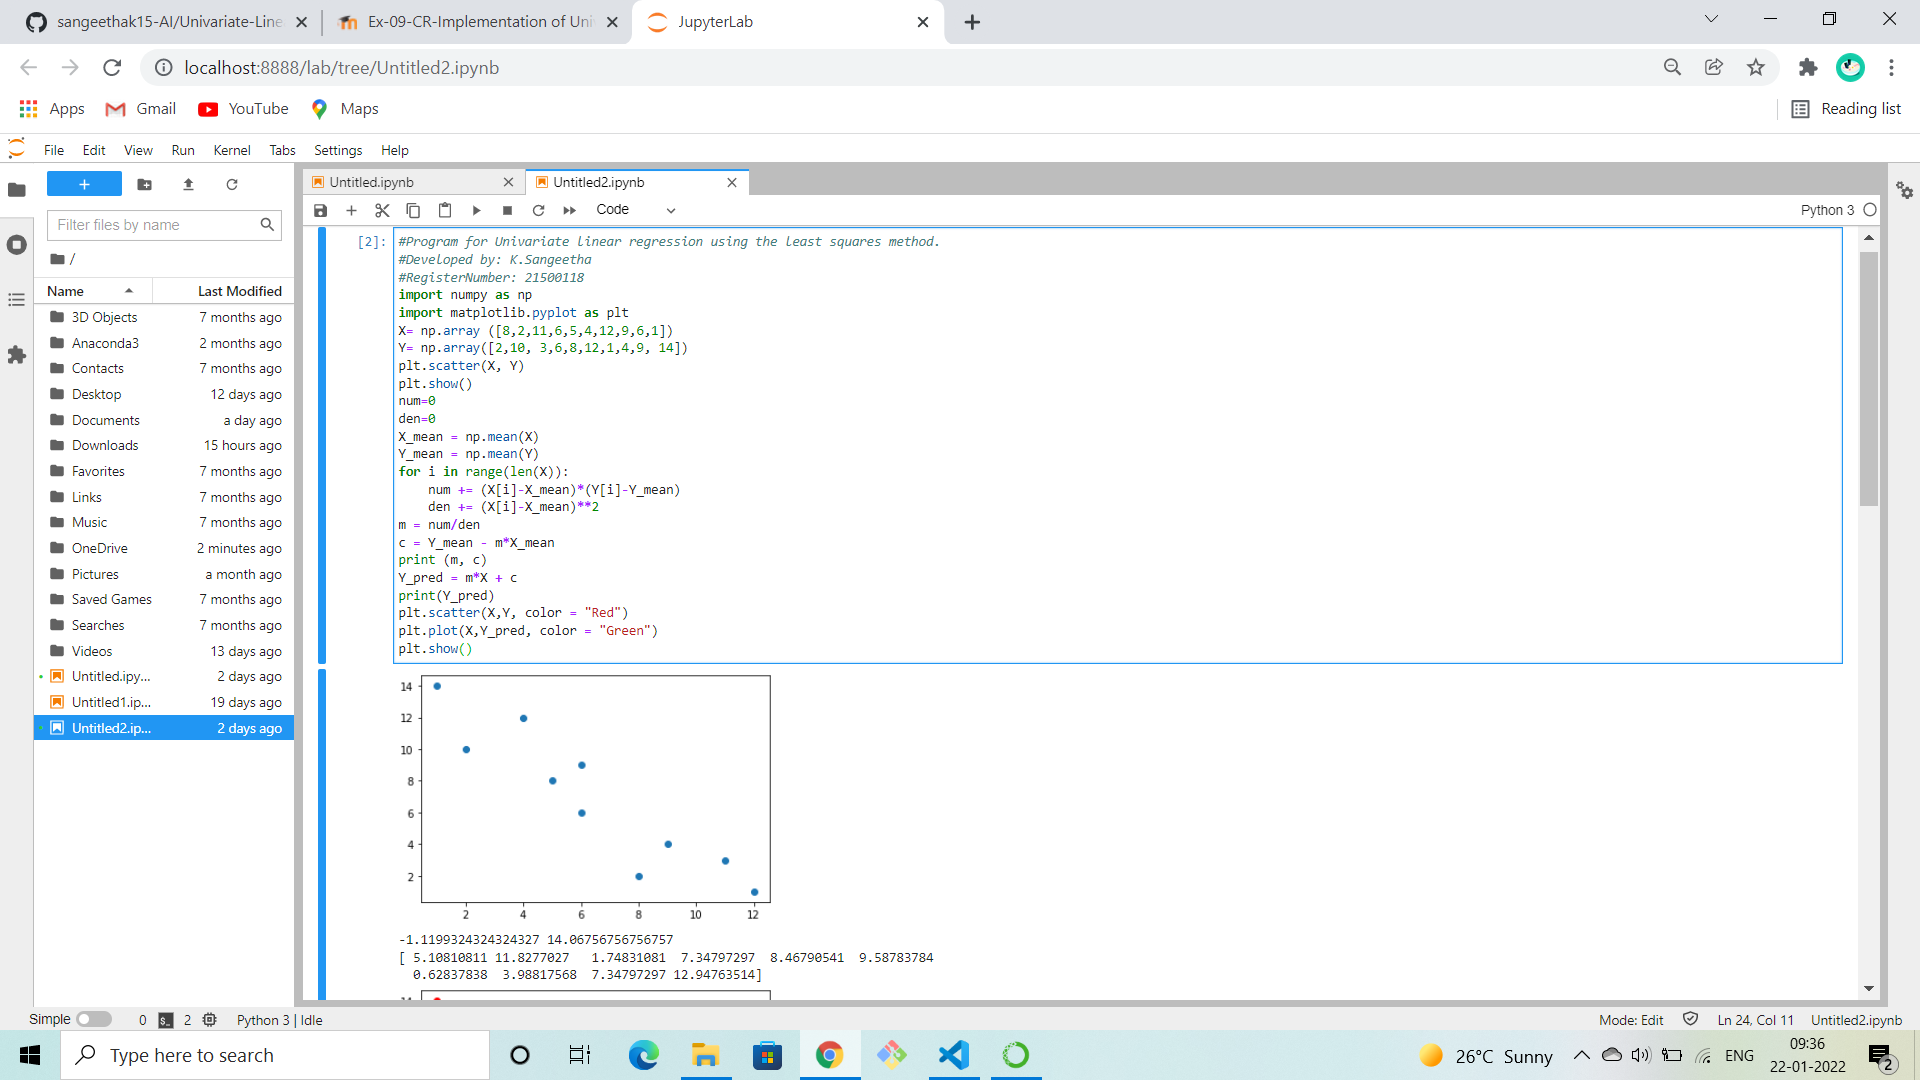 sangeethak15-AI/Univariate-Line
Ex-09-CR-Implementation of Uni
JupyterLab
localhost:8888/lab/tree/Untitled2.ipynb
Apps
Gmail
YouTube
Maps
Reading list
File Edit View Run Kernel Tabs Settings Help
Filter files by name
/
Name Last Modified
3D Objects 7 months ago
Anaconda3 2 months ago
Contacts 7 months ago
Desktop 12 days ago
Documents a day ago
Downloads 15 hours ago
Favorites 7 months ago
Links 7 months ago
Music 7 months ago
OneDrive 2 minutes ago
Pictures a month ago
Saved Games 7 months ago
Searches 7 months ago
Videos 13 days ago
Untitled.ipy... 2 days ago
Untitled1.ip... 19 days ago
Untitled2.ip... 2 days ago
Untitled.ipynb
Untitled2.ipynb
Code
Python 3
[2]:
#Program for Univariate linear regression using the least squares method.
#Developed by: K.Sangeetha
#RegisterNumber: 21500118
import numpy as np
import matplotlib.pyplot as plt
X= np.array ([8,2,11,6,5,4,12,9,6,1])
Y= np.array([2,10, 3,6,8,12,1,4,9, 14])
plt.scatter(X, Y)
plt.show()
num=0
den=0
X_mean = np.mean(X)
Y_mean = np.mean(Y)
for i in range(len(X)):
    num += (X[i]-X_mean)*(Y[i]-Y_mean)
    den += (X[i]-X_mean)**2
m = num/den
c = Y_mean - m*X_mean
print (m, c)
Y_pred = m*X + c
print(Y_pred)
plt.scatter(X,Y, color = "Red")
plt.plot(X,Y_pred, color = "Green")
plt.show()
14
12
10
8
6
4
2
2 4 6 8 10 12
-1.1199324324324327 14.06756756756757
[ 5.10810811 11.8277027   1.74831081  7.34797297  8.46790541  9.58783784
  0.62837838  3.98817568  7.34797297 12.94763514]
14
Simple 0 2 Python 3 | Idle
Mode: Edit Ln 24, Col 11 Untitled2.ipynb
Type here to search
26°C Sunny
ENG
09:36
22-01-2022
2